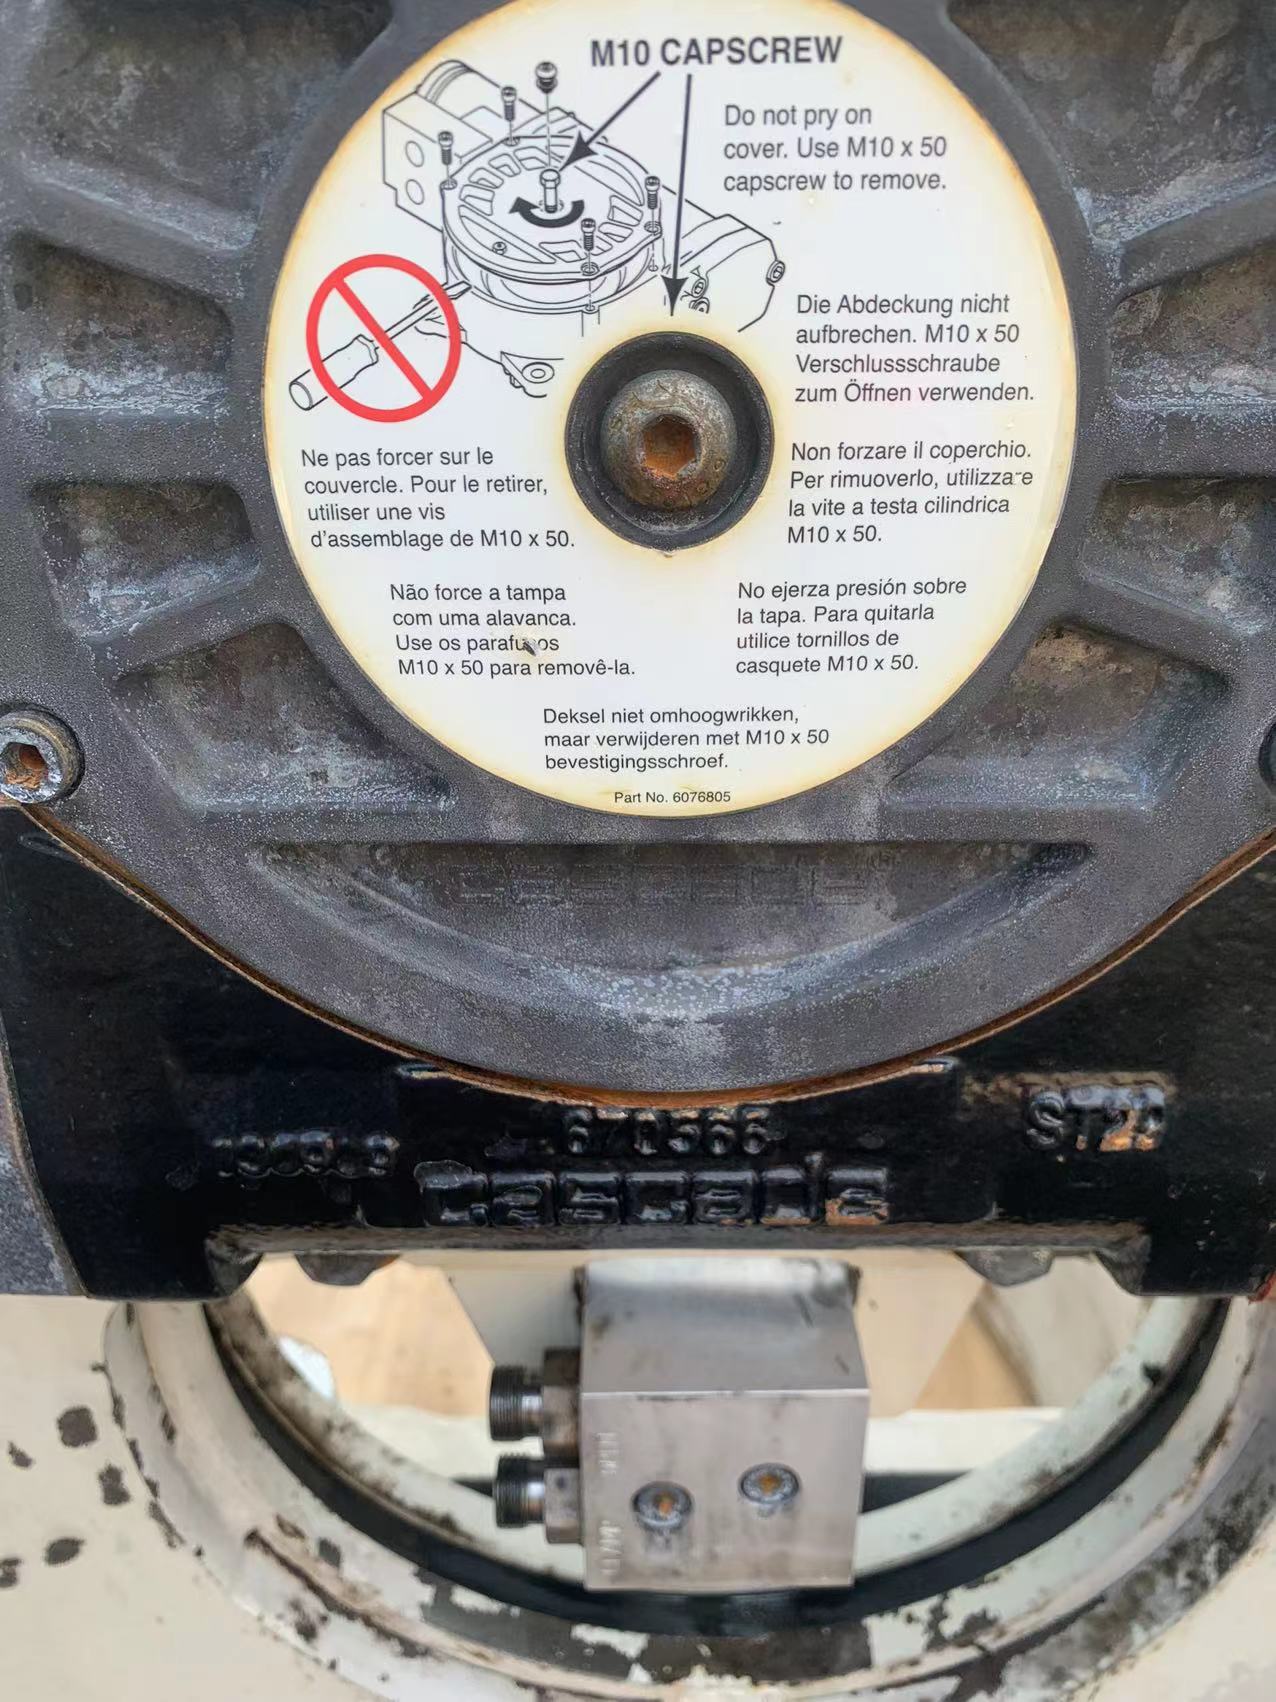 M10 CAPSCREW
Do not pry on
cover. Use M10 x 50
capscrew to remove.
Die Abdeckung nicht
aufbrechen. M10 x 50
Verschlussschraube
zum Öffnen verwenden.
Ne pas forcer sur le
couvercle. Pour le retirer,
utiliser une vis
d'assemblage de M10 x 50.
Non forzare il coperchio.
Per rimuoverlo, utilizzare
la vite a testa cilindrica
M10 x 50.
Não force a tampa
com uma alavanca.
Use os parafusos
M10 x 50 para removê-la.
No ejerza presión sobre
la tapa. Para quitarla
utilice tornillos de
casquete M10 x 50.
Deksel niet omhoogwrikken,
maar verwijderen met M10 x 50
bevestigingsschroef.
Part No. 6076805
cascade
cascade